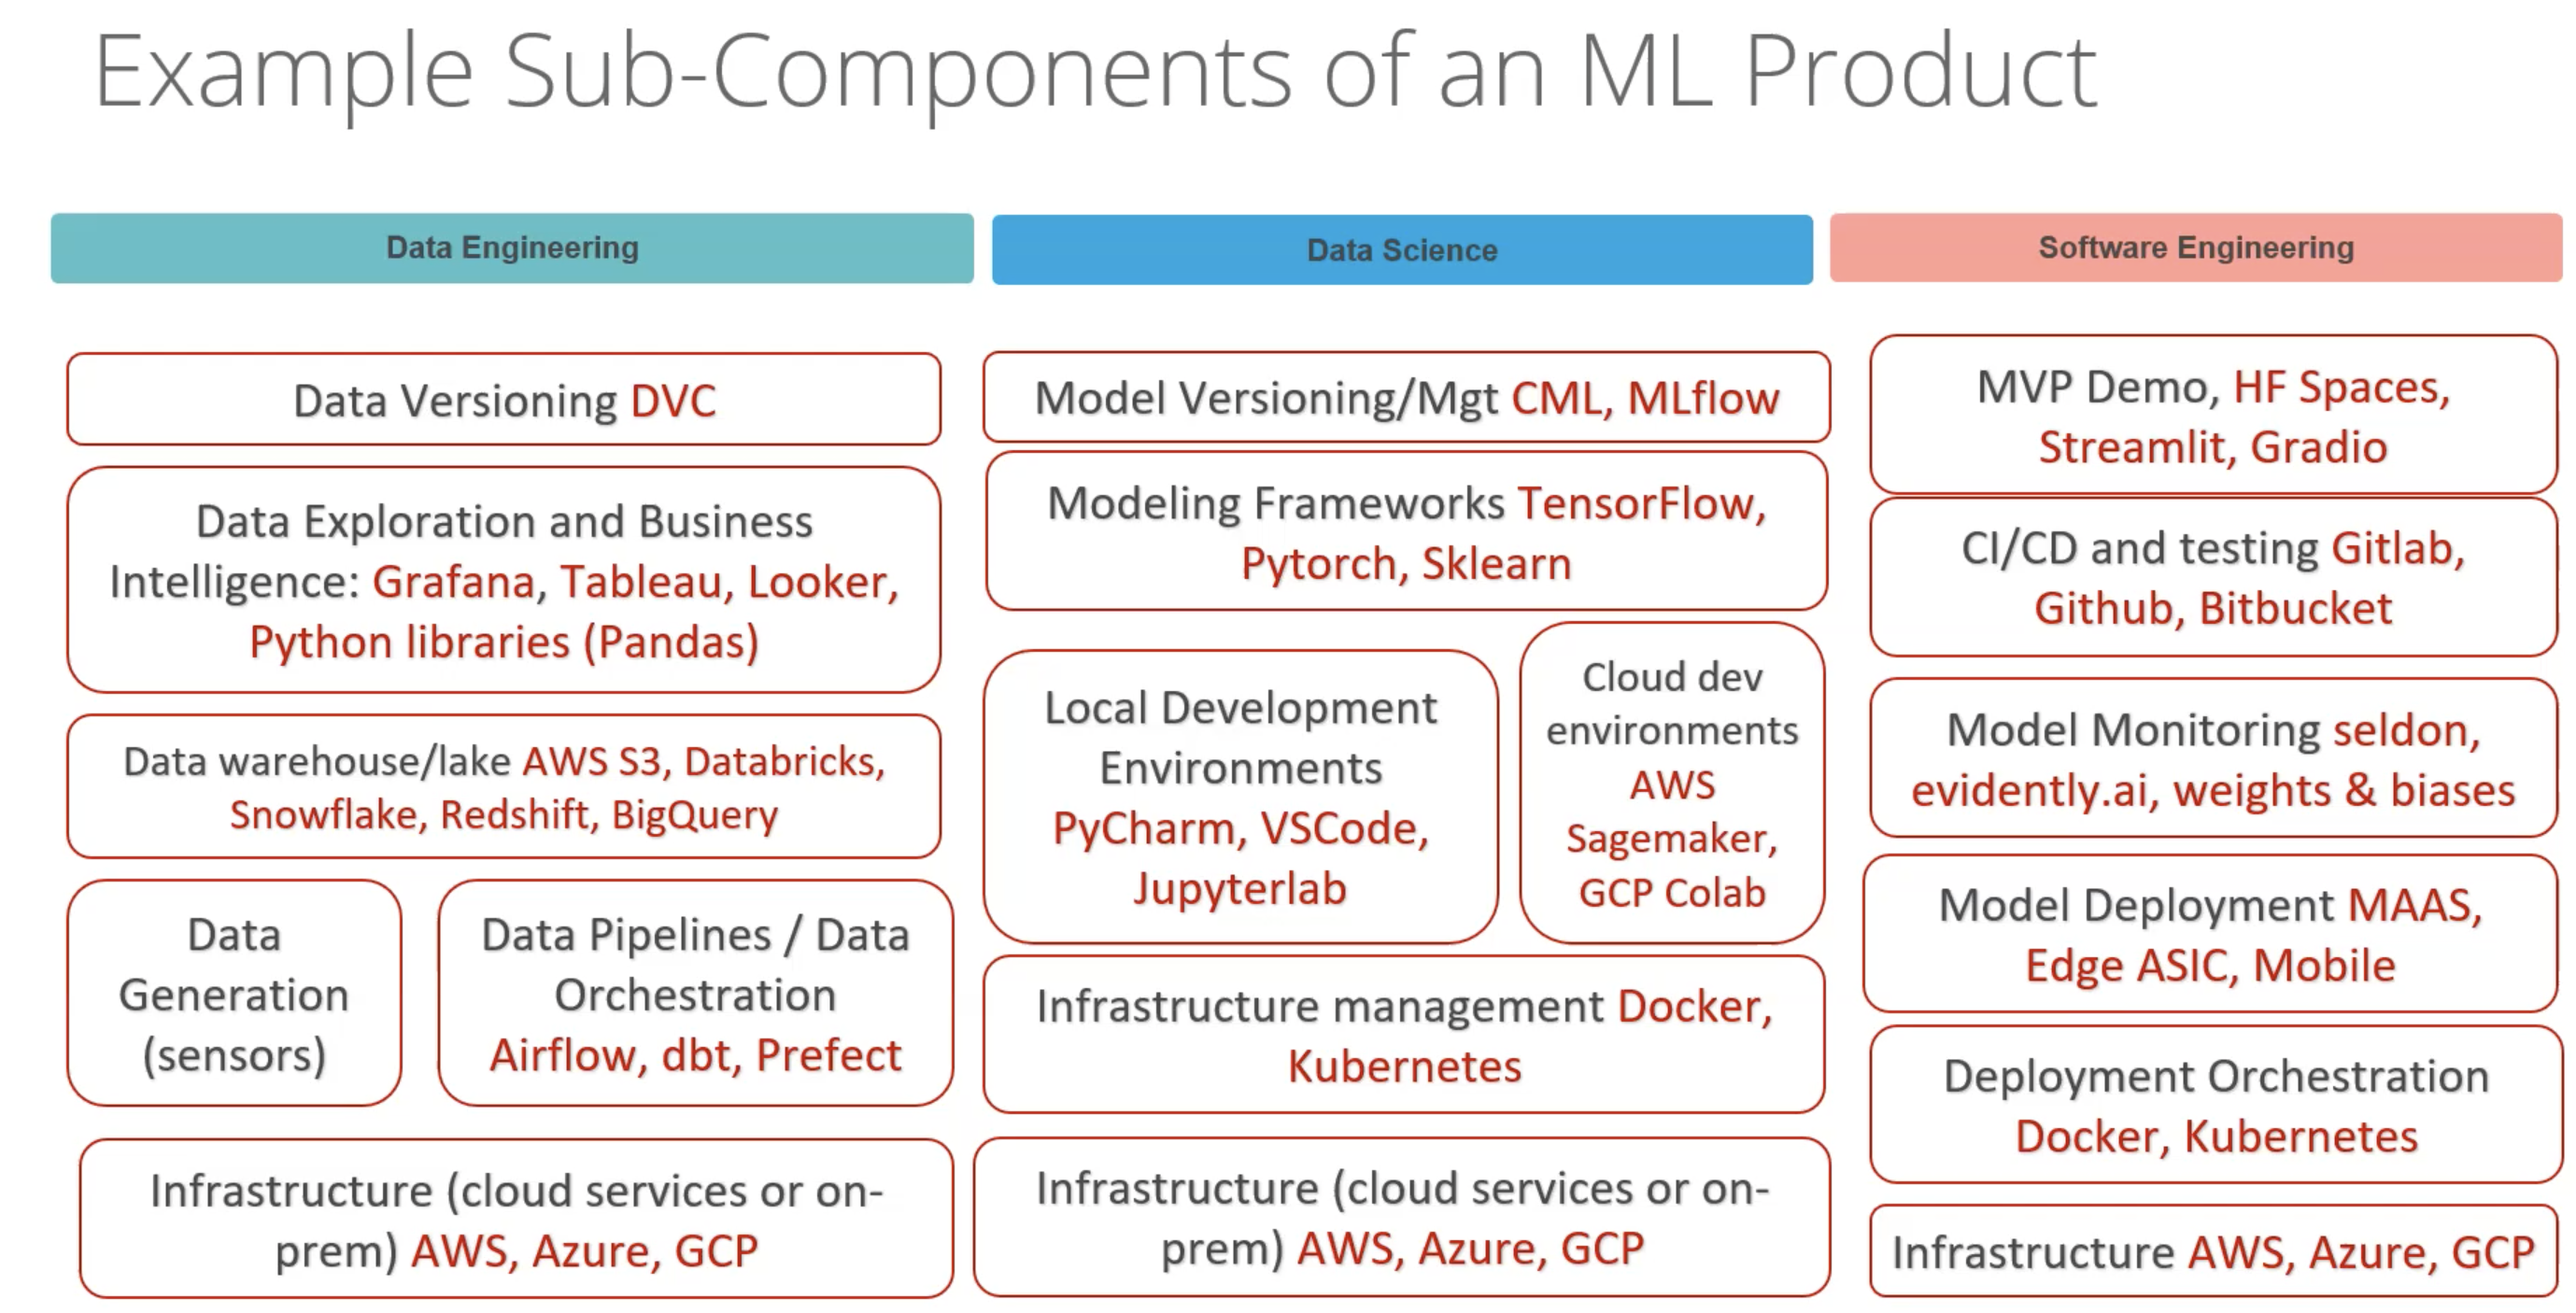 Example Sub-Components of an ML Product
Data Engineering
Data Versioning DVC
Data Exploration and Business
Intelligence: Grafana, Tableau, Looker,
Python libraries (Pandas)
Data warehouse/lake AWS S3, Databricks,
Snowflake, Redshift, BigQuery
Data
Generation
(sensors)
Data Pipelines / Data
Orchestration
Airflow, dbt, Prefect
Infrastructure (cloud services or on-
prem) AWS, Azure, GCP
Data Science
Model Versioning/Mgt CML, MLflow
Modeling Frameworks TensorFlow,
Pytorch, Sklearn
Local Development
Environments
PyCharm, VSCode,
Jupyterlab
Cloud dev
environments
AWS
Sagemaker,
GCP Colab
Infrastructure management Docker,
Kubernetes
Infrastructure (cloud services or on-
prem) AWS, Azure, GCP
Software Engineering
MVP Demo, HF Spaces,
Streamlit, Gradio
CI/CD and testing Gitlab,
Github, Bitbucket
Model Monitoring seldon,
evidently.ai, weights & biases
Model Deployment MAAS,
Edge ASIC, Mobile
Deployment Orchestration
Docker, Kubernetes
Infrastructure AWS, Azure, GCP